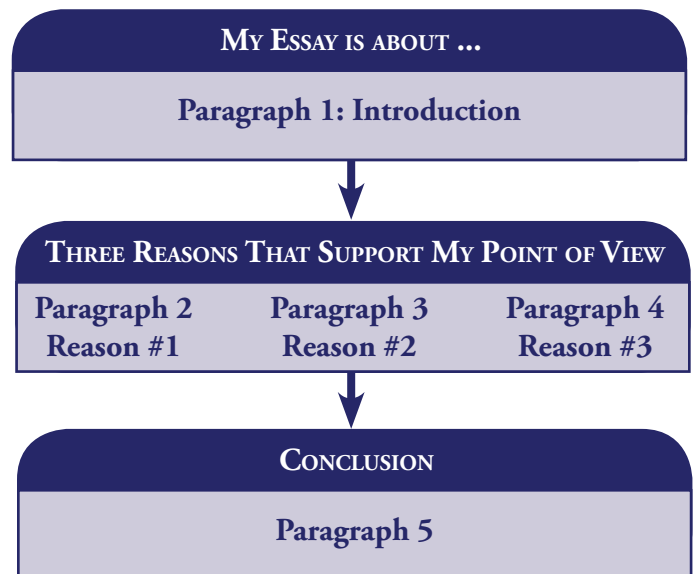 My Essay is about ...
Paragraph 1: Introduction
Three Reasons That Support My Point of View
Paragraph 2 Paragraph 3 Paragraph 4
Reason #1 Reason #2 Reason #3
Conclusion
Paragraph 5